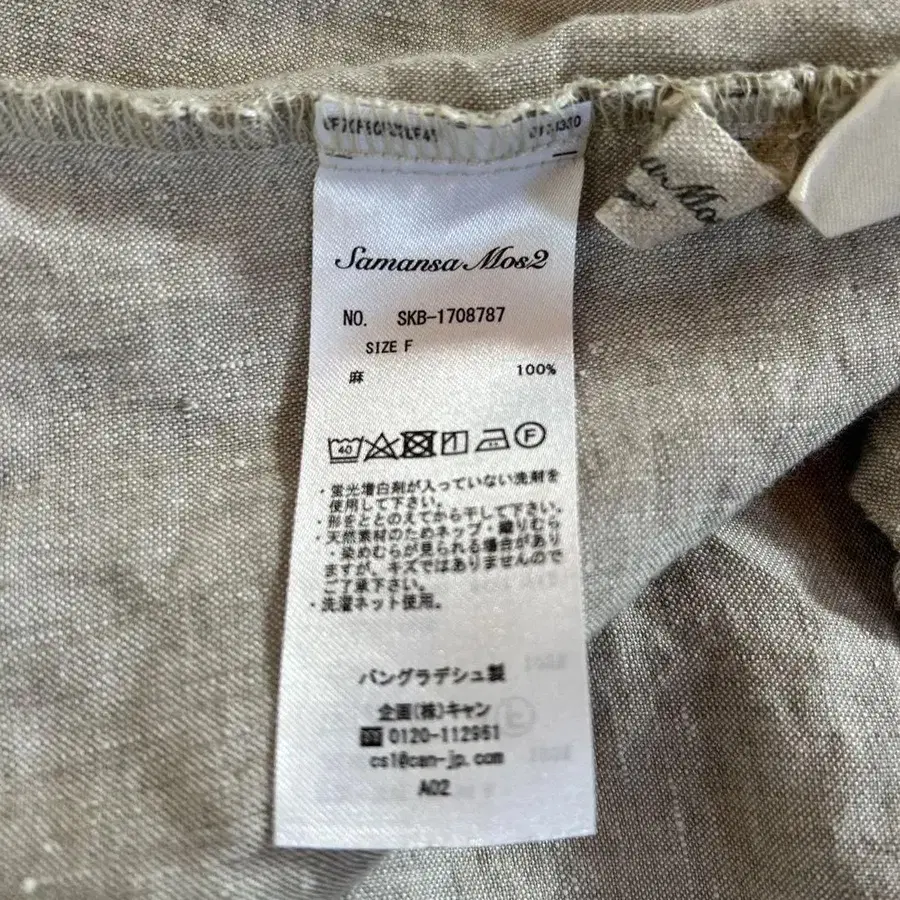 Samansa Mos2
NO. SKB-1708787
SIZE F
麻 100%
40
F
・蛍光増白剤が入っていない洗剤を
使用して下さい。
・形をととのえてから干して下さい。
・天然素材のためネップ・織りむら
・染めむらが見られる場合があり
ますが、キズではありませんので
ご了承下さい。
・洗濯ネット使用。
バングラデシュ製
企画(株)キャン
0120-112961
cs1@can-jp.com
A02